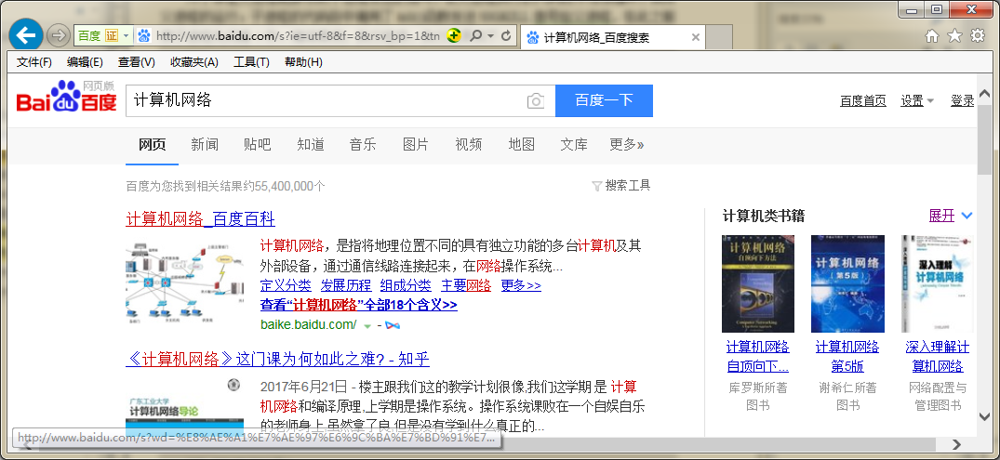 百度 证 http://www.baidu.com/s?ie=utf-8&f=8&rsv_bp=1&tn
计算机网络_百度搜索
文件(F) 编辑(E) 查看(V) 收藏夹(A) 工具(T) 帮助(H)
Bai du 百度 网页版
计算机网络
百度一下
百度首页 设置 登录
网页 新闻 贴吧 知道 音乐 图片 视频 地图 文库 更多»
百度为您找到相关结果约55,400,000个
搜索工具
计算机网络_百度百科
计算机网络，是指将地理位置不同的具有独立功能的多台计算机及其
外部设备，通过通信线路连接起来，在网络操作系统...
定义分类 发展历程 组成分类 主要网络 更多>>
查看“计算机网络”全部18个含义>>
baike.baidu.com/ -
《计算机网络》这门课为何如此之难? - 知乎
2017年6月21日 - 楼主跟我们这的教学计划很像,我们这学期 是 计算
机网络和编译原理,上学期是操作系统。操作系统课败在一个自娱自乐
的老师身上,虽然拿了良,但是没有学到什么真正的...
广东工业大学
计算机网络导论
计算机类书籍
展开
计算机网络
自顶向下方法
Computer Networking
计算机网络
（第5版）
深入理解
计算机网络
计算机网络
自顶向下...
库罗斯所著
图书
计算机网络
第5版
谢希仁所著
图书
深入理解计
算机网络
网络配置与
管理图书
http://www.baidu.com/s?wd=%E8%AE%A1%E7%AE%97%E6%9C%BA%E7%BD%91%E7...